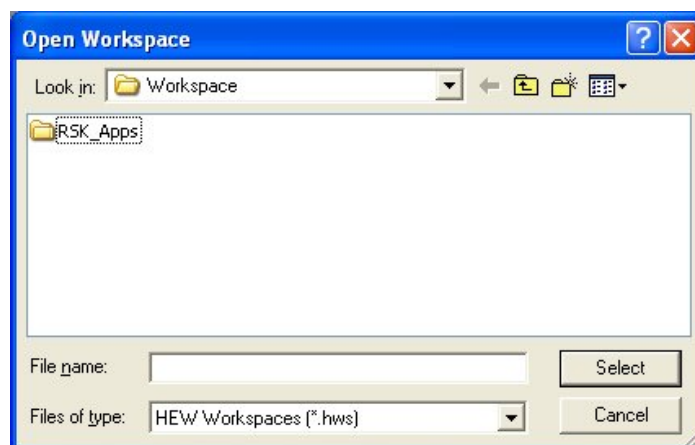 Open Workspace
Look in: Workspace
RSK_Apps
File name: Select
Files of type: HEW Workspaces (*.hws) Cancel